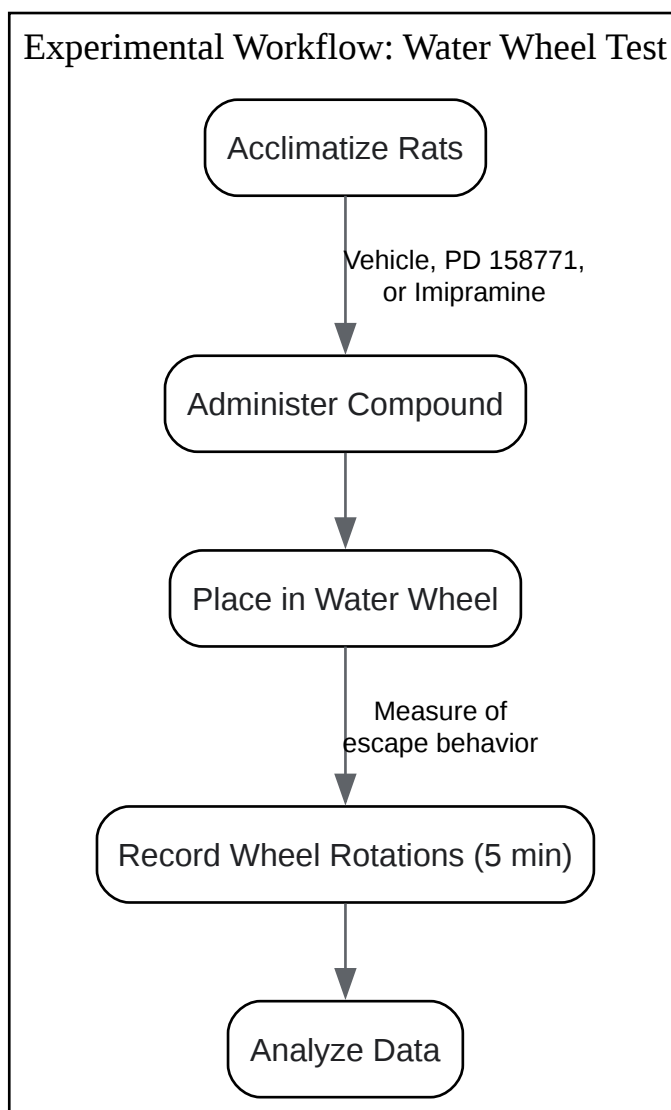 Experimental Workflow: Water Wheel Test
Acclimatize Rats
Vehicle, PD 158771,
or Imipramine
Administer Compound
Place in Water Wheel
Measure of
escape behavior
Record Wheel Rotations (5 min)
Analyze Data